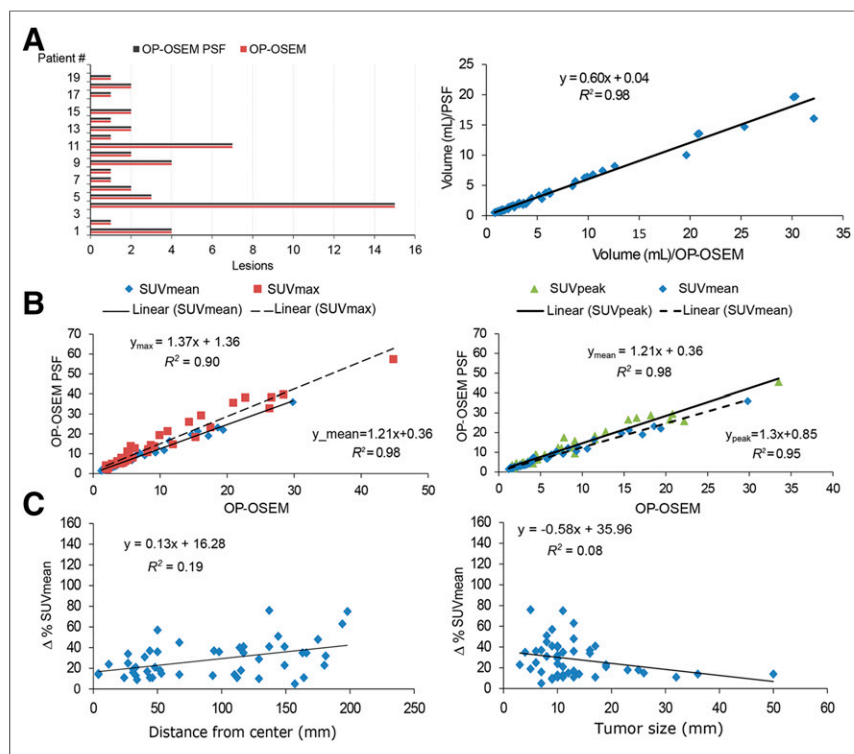 A
OP-OSEM PSF OP-OSEM
Patient #
19
17
15
13
11
9
7
5
3
1
0 2 4 6 8 10 12 14 16
Lesions
y = 0.60x + 0.04
R² = 0.98
25
20
15
10
5
0
Volume (mL)/PSF
0 5 10 15 20 25 30 35
Volume (mL)/OP-OSEM
B
SUVmean SUVmax
Linear (SUVmean) Linear (SUVmax)
ymax = 1.37x + 1.36
R² = 0.90
y_mean=1.21x+0.36
R² = 0.98
70
60
50
40
30
20
10
0
OP-OSEM PSF
0 10 20 30 40 50
OP-OSEM
SUVpeak SUVmean
Linear (SUVpeak) Linear (SUVmean)
ymean = 1.21x + 0.36
R² = 0.98
ypeak=1.3x+0.85
R² = 0.95
70
60
50
40
30
20
10
0
OP-OSEM PSF
0 5 10 15 20 25 30 35 40
OP-OSEM
C
y = 0.13x + 16.28
R² = 0.19
160
140
120
100
80
60
40
20
0
Δ % SUVmean
0 50 100 150 200 250
Distance from center (mm)
y = -0.58x + 35.96
R² = 0.08
160
140
120
100
80
60
40
20
0
Δ % SUVmean
0 10 20 30 40 50 60
Tumor size (mm)